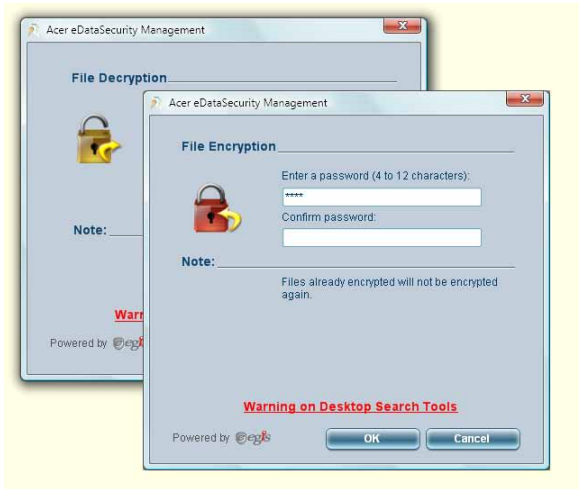 Acer eDataSecurity Management
File Decryption
Note:
Powered by egis
Acer eDataSecurity Management
File Encryption
Enter a password (4 to 12 characters):
****
Confirm password:
Note:
Files already encrypted will not be encrypted
again.
Warning on Desktop Search Tools
Powered by egis
OK
Cancel